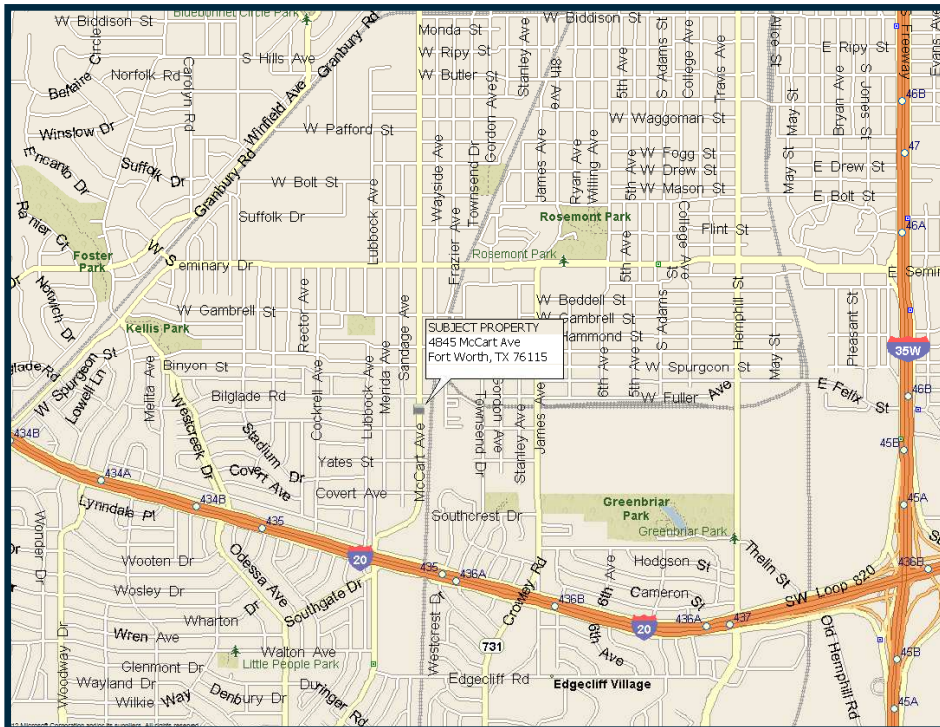 Bluebonnet Circle Park
W Biddison St
W Biddison St
Monda St
W Ripy St
W Butler St
S Hills Ave
Norfolk Rd
Bellaire Circle
Carolyn Rd
Granbury Rd
Winfield Ave
Stanley Ave
8th Ave
5th Ave
S Adams St
College Ave
Travis Ave
Alice St
May St
E Ripy St
Bryan Ave
S Jones St
Evans Ave
S Freeway
46B
47
Winslow Dr
W Pafford St
Gordon Ave
W Waggoman St
Encanto Dr
Suffolk Dr
Granbury Rd
W Bolt St
Suffolk Dr
Lubbock Ave
Wayside Ave
Townsend Dr
Frazier Ave
James Ave
Ryan Ave
Willing Ave
5th Ave
W Fogg St
W Drew St
W Mason St
May St
E Drew St
E Bolt St
Ranier Ct
Foster Park
W Seminary Dr
Rosemont Park
Rosemont Park
5th Ave
College Ave
Flint St
46A
Norwich Dr
W Gambrell St
Kellis Park
Rector Ave
Sandage Ave
W Beddell St
W Gambrell St
Hammond St
S Adams St
Hemphill St
May St
Pleasant St
35W
SUBJECT PROPERTY
4845 McCart Ave
Fort Worth, TX 76115
W Spurgeon St
Lowell Ln
Binyon St
Melita Ave
Westcreek Dr
Bilglade Rd
Cockrell Ave
Lubbock Ave
Merida Ave
6th Ave
5th Ave
W Spurgeon St
W Fuller Ave
E Felix St
46B
45B
434B
434A
434B
435
Stadium Dr
Covert Ave
Yates St
Covert Ave
McCart Ave
Townsend Dr
Gordon Ave
Stanley Ave
James Ave
Lynndale Pl
Southcrest Dr
Greenbriar Park
Greenbriar Park
45A
Wonder Dr
Wooten Dr
Wosley Dr
Wharton Dr
Odessa Ave
Southgate Dr
20
435
436A
Crowley Rd
436B
6th Ave
Hodgson St
Cameron St
20
436A
437
Thelin St
SW Loop 820
436B
Wren Ave
Walton Ave
Glenmont Dr
Little People Park
Wayland Dr
Wilkie Way
Denbury Dr
Duringer Rd
Woodway Dr
Westcrest Dr
731
6th Ave
Edgecliff Rd
Edgecliff Village
Old Hemphill Rd
45B
45A